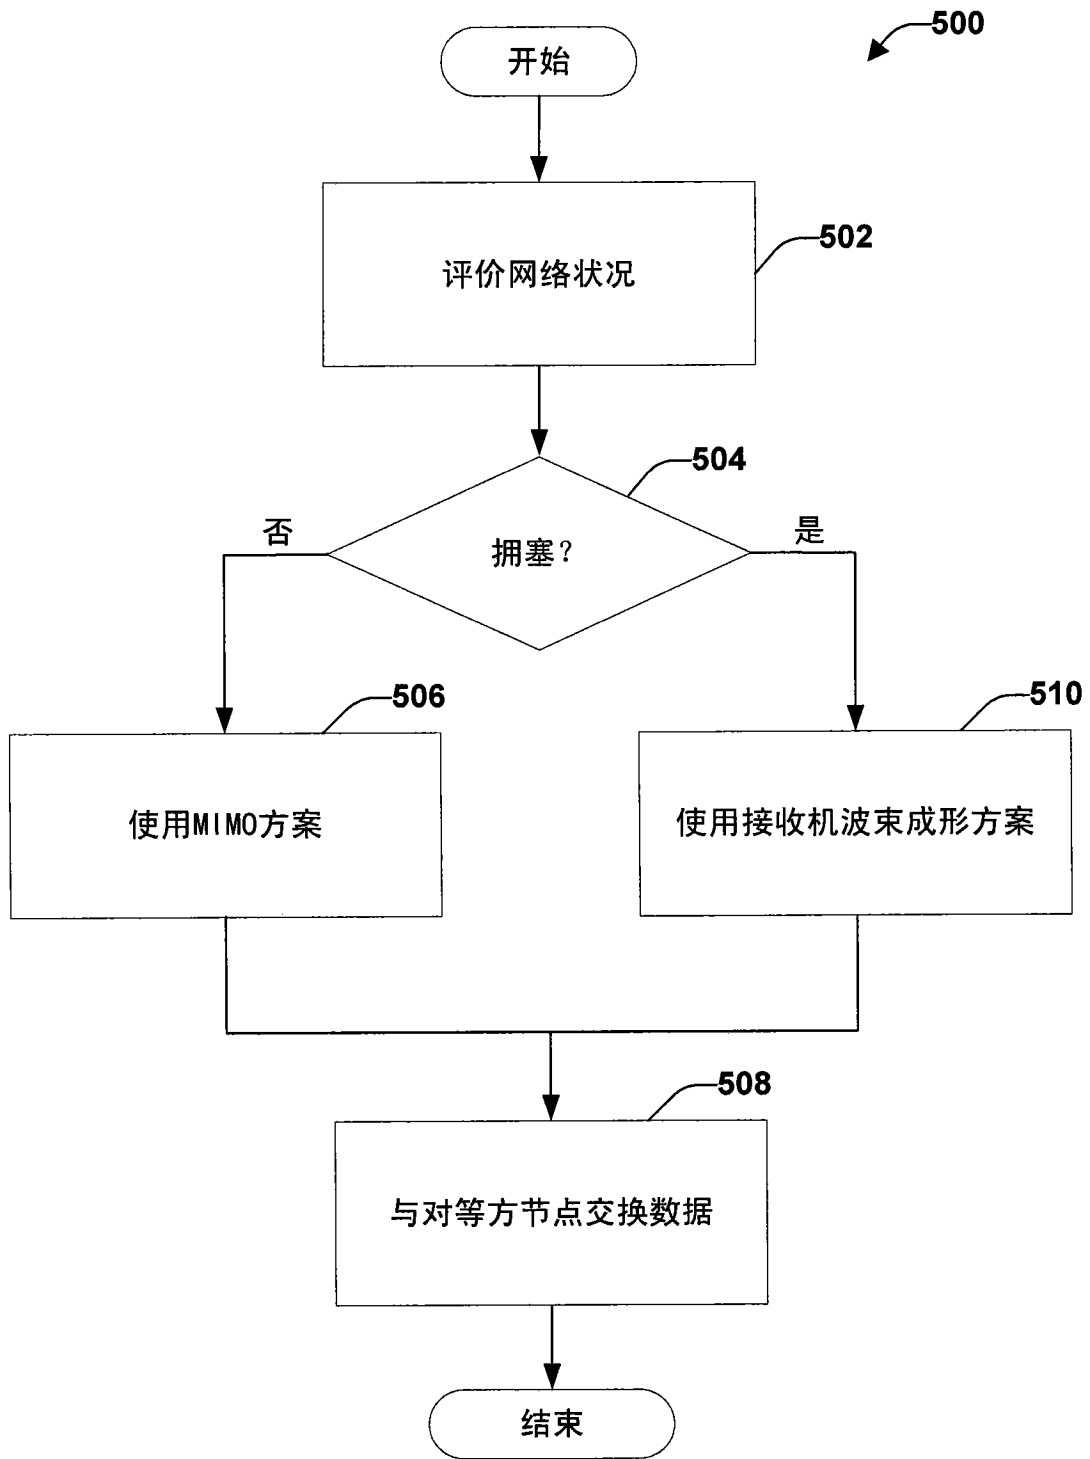 500
开始
502
评价网络状况
504
否
是
拥塞？
506
510
使用MIMO方案
使用接收机波束成形方案
508
与对等方节点交换数据
结束